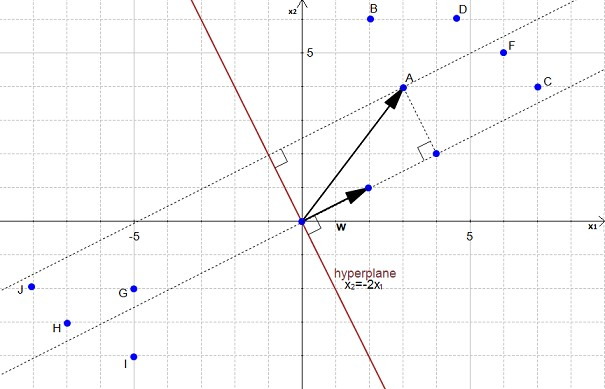 x₂
B
D
5
F
A
C
-5
W
5
x₁
hyperplane
x₂=-2x₁
J
G
H
I